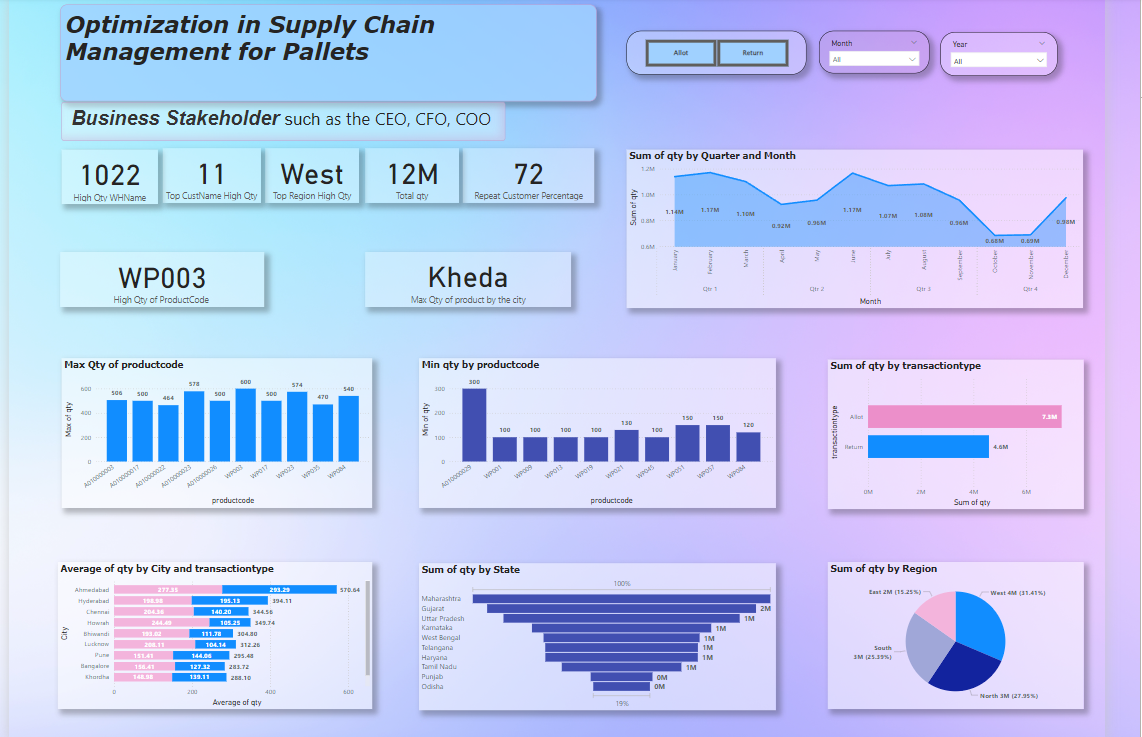 Optimization in Supply Chain
Management for Pallets
Business Stakeholder such as the CEO, CFO, COO
Allot
Return
Month
All
Year
All
1022
High Qty WHName
11
Top CustName High Qty
West
Top Region High Qty
12M
Total qty
72
Repeat Customer Percentage
WP003
High Qty of ProductCode
Kheda
Max Qty of product by the city
Sum of qty by Quarter and Month
Sum of qty
1.2M
1.0M
0.8M
0.6M
1.14M
1.17M
1.10M
0.92M
0.96M
1.17M
1.07M
1.08M
0.96M
0.68M
0.69M
0.98M
January
February
March
April
May
June
July
August
September
October
November
December
Qtr 1
Qtr 2
Qtr 3
Qtr 4
Month
Max Qty of productcode
Max of qty
600
400
200
0
506
500
464
578
500
600
500
574
470
540
A010000003
A010000017
A010000022
A010000023
A010000026
WP003
WP017
WP023
WP035
WP084
productcode
Min qty by productcode
Min of qty
300
200
100
0
300
100
100
100
100
130
100
150
150
120
A010000029
WP001
WP009
WP013
WP019
WP021
WP045
WP051
WP057
WP084
productcode
Sum of qty by transactiontype
transactiontype
Allot
7.8M
Return
4.6M
0M
2M
4M
6M
Sum of qty
Average of qty by City and transactiontype
City
Ahmedabad 277.35 293.29 570.64
Hyderabad 198.98 195.13 394.11
Chennai 204.36 140.20 344.56
Howrah 244.49 105.25 349.74
Bhiwandi 193.02 111.78 304.80
Lucknow 208.11 104.14 312.26
Pune 151.41 144.06 295.48
Bangalore 156.41 127.32 283.72
Khordha 148.98 139.11 288.10
0
200
400
600
Average of qty
Sum of qty by State
100%
Maharashtra
Gujarat 2M
Uttar Pradesh 1M
Karnataka 1M
West Bengal 1M
Telangana 1M
Haryana 1M
Tamil Nadu 1M
Punjab 0M
Odisha 0M
19%
Sum of qty by Region
East 2M (15.25%)
West 4M (31.41%)
South
3M (25.39%)
North 3M (27.95%)